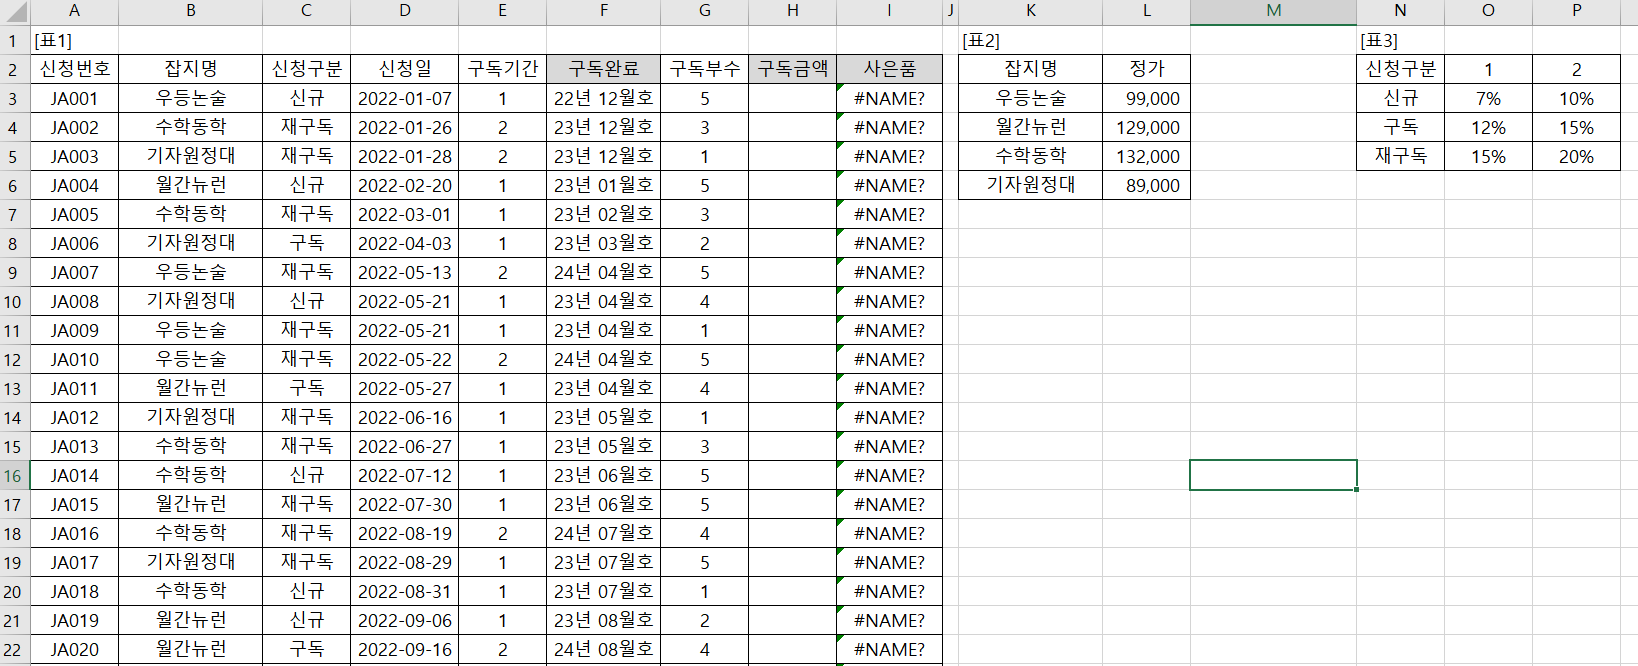 A B C D E F G H I J K L M N O P
1 [표1] [표2] [표3]
2 신청번호 잡지명 신청구분 신청일 구독기간 구독완료 구독부수 구독금액 사은품 잡지명 정가 신청구분 1 2
3 JA001 우등논술 신규 2022-01-07 1 22년 12월호 5 #NAME? 우등논술 99,000 신규 7% 10%
4 JA002 수학동학 재구독 2022-01-26 2 23년 12월호 3 #NAME? 월간뉴런 129,000 구독 12% 15%
5 JA003 기자원정대 재구독 2022-01-28 2 23년 12월호 1 #NAME? 수학동학 132,000 재구독 15% 20%
6 JA004 월간뉴런 신규 2022-02-20 1 23년 01월호 5 #NAME? 기자원정대 89,000
7 JA005 수학동학 재구독 2022-03-01 1 23년 02월호 3 #NAME?
8 JA006 기자원정대 구독 2022-04-03 1 23년 03월호 2 #NAME?
9 JA007 우등논술 재구독 2022-05-13 2 24년 04월호 5 #NAME?
10 JA008 기자원정대 신규 2022-05-21 1 23년 04월호 4 #NAME?
11 JA009 우등논술 재구독 2022-05-21 1 23년 04월호 1 #NAME?
12 JA010 우등논술 재구독 2022-05-22 2 24년 04월호 5 #NAME?
13 JA011 월간뉴런 구독 2022-05-27 1 23년 04월호 4 #NAME?
14 JA012 기자원정대 재구독 2022-06-16 1 23년 05월호 1 #NAME?
15 JA013 수학동학 재구독 2022-06-27 1 23년 05월호 3 #NAME?
16 JA014 수학동학 신규 2022-07-12 1 23년 06월호 5 #NAME?
17 JA015 월간뉴런 재구독 2022-07-30 1 23년 06월호 5 #NAME?
18 JA016 수학동학 재구독 2022-08-19 2 24년 07월호 4 #NAME?
19 JA017 기자원정대 재구독 2022-08-29 1 23년 07월호 5 #NAME?
20 JA018 수학동학 신규 2022-08-31 1 23년 07월호 1 #NAME?
21 JA019 월간뉴런 신규 2022-09-06 1 23년 08월호 2 #NAME?
22 JA020 월간뉴런 구독 2022-09-16 2 24년 08월호 4 #NAME?